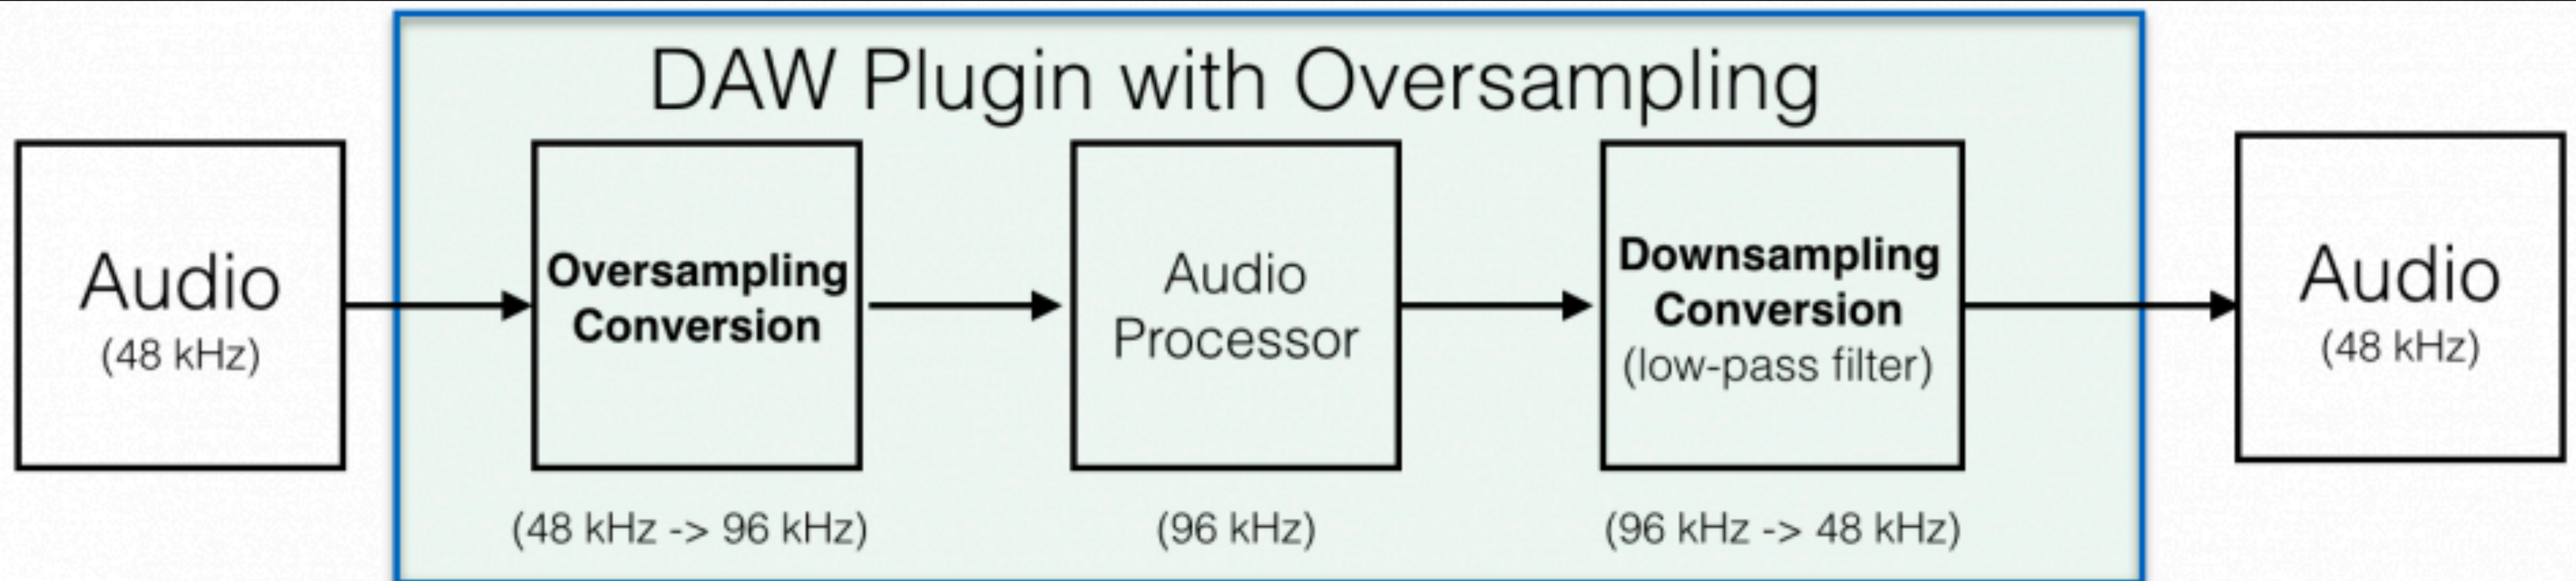 DAW Plugin with Oversampling
Audio
(48 kHz)
Oversampling
Conversion
(48 kHz -> 96 kHz)
Audio
Processor
(96 kHz)
Downsampling
Conversion
(low-pass filter)
(96 kHz -> 48 kHz)
Audio
(48 kHz)